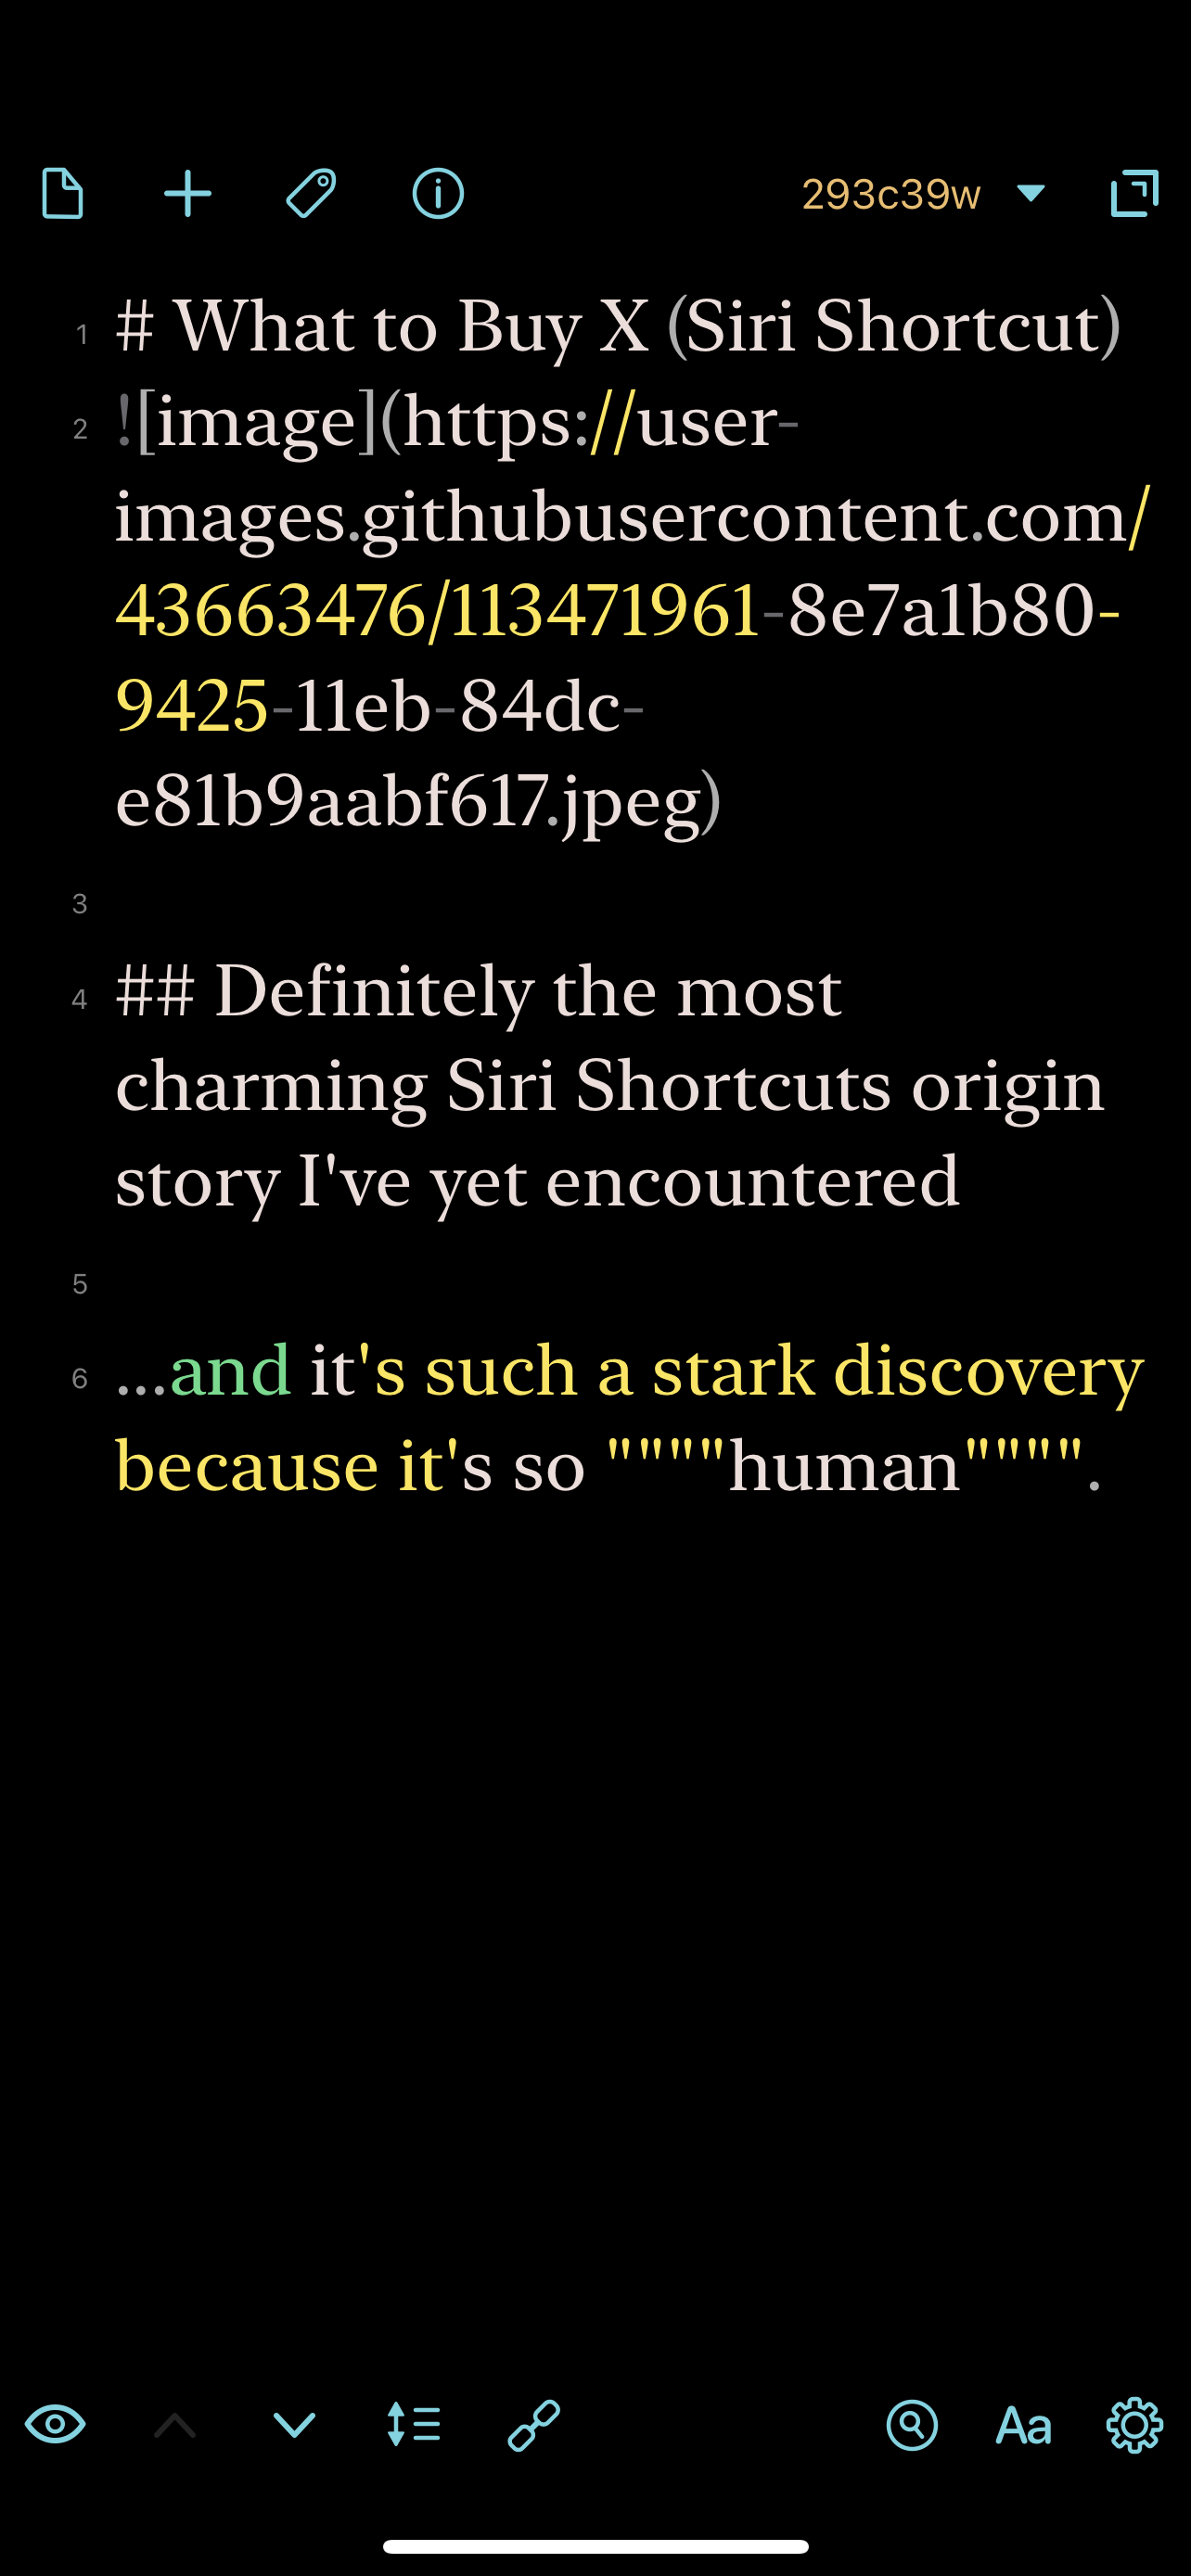 293c39w
1 # What to Buy X (Siri Shortcut)
2 ![image](https://user-
images.githubusercontent.com/
43663476/113471961-8e7a1b80-
9425-11eb-84dc-
e81b9aabf617.jpeg)
3
4 ## Definitely the most
charming Siri Shortcuts origin
story I've yet encountered
5
6 ...and it's such a stark discovery
because it's so """"human"""".
Aa